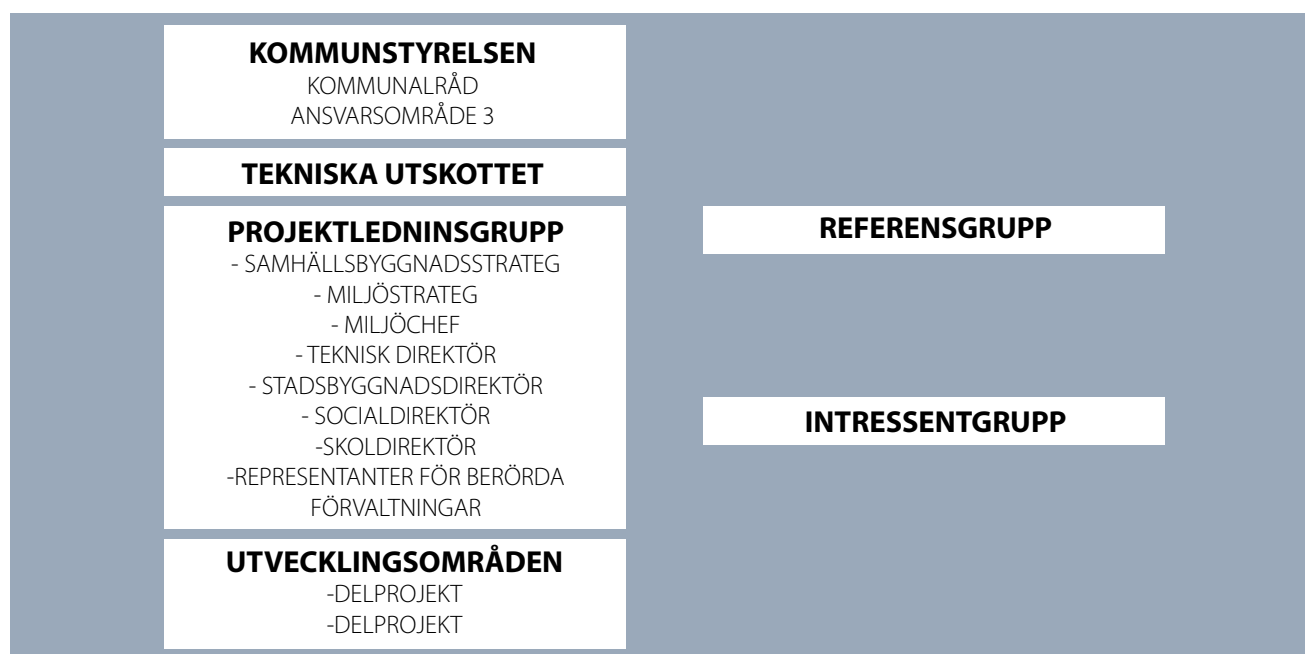 KOMMUNSTYRELSEN
KOMMUNALRÅD
ANSVARSOMRÅDE 3
TEKNISKA UTSKOTTET
PROJEKTLEDNINSGRUPP
- SAMHÄLLSBYGGNADSSTRATEG
- MILJÖSTRATEG
- MILJÖCHEF
- TEKNISK DIREKTÖR
- STADSBYGGNADSDIREKTÖR
- SOCIALDIREKTÖR
-SKOLDIREKTÖR
-REPRESENTANTER FÖR BERÖRDA
FÖRVALTNINGAR
UTVECKLINGSOMRÅDEN
-DELPROJEKT
-DELPROJEKT
REFERENSGRUPP
INTRESSENTGRUPP